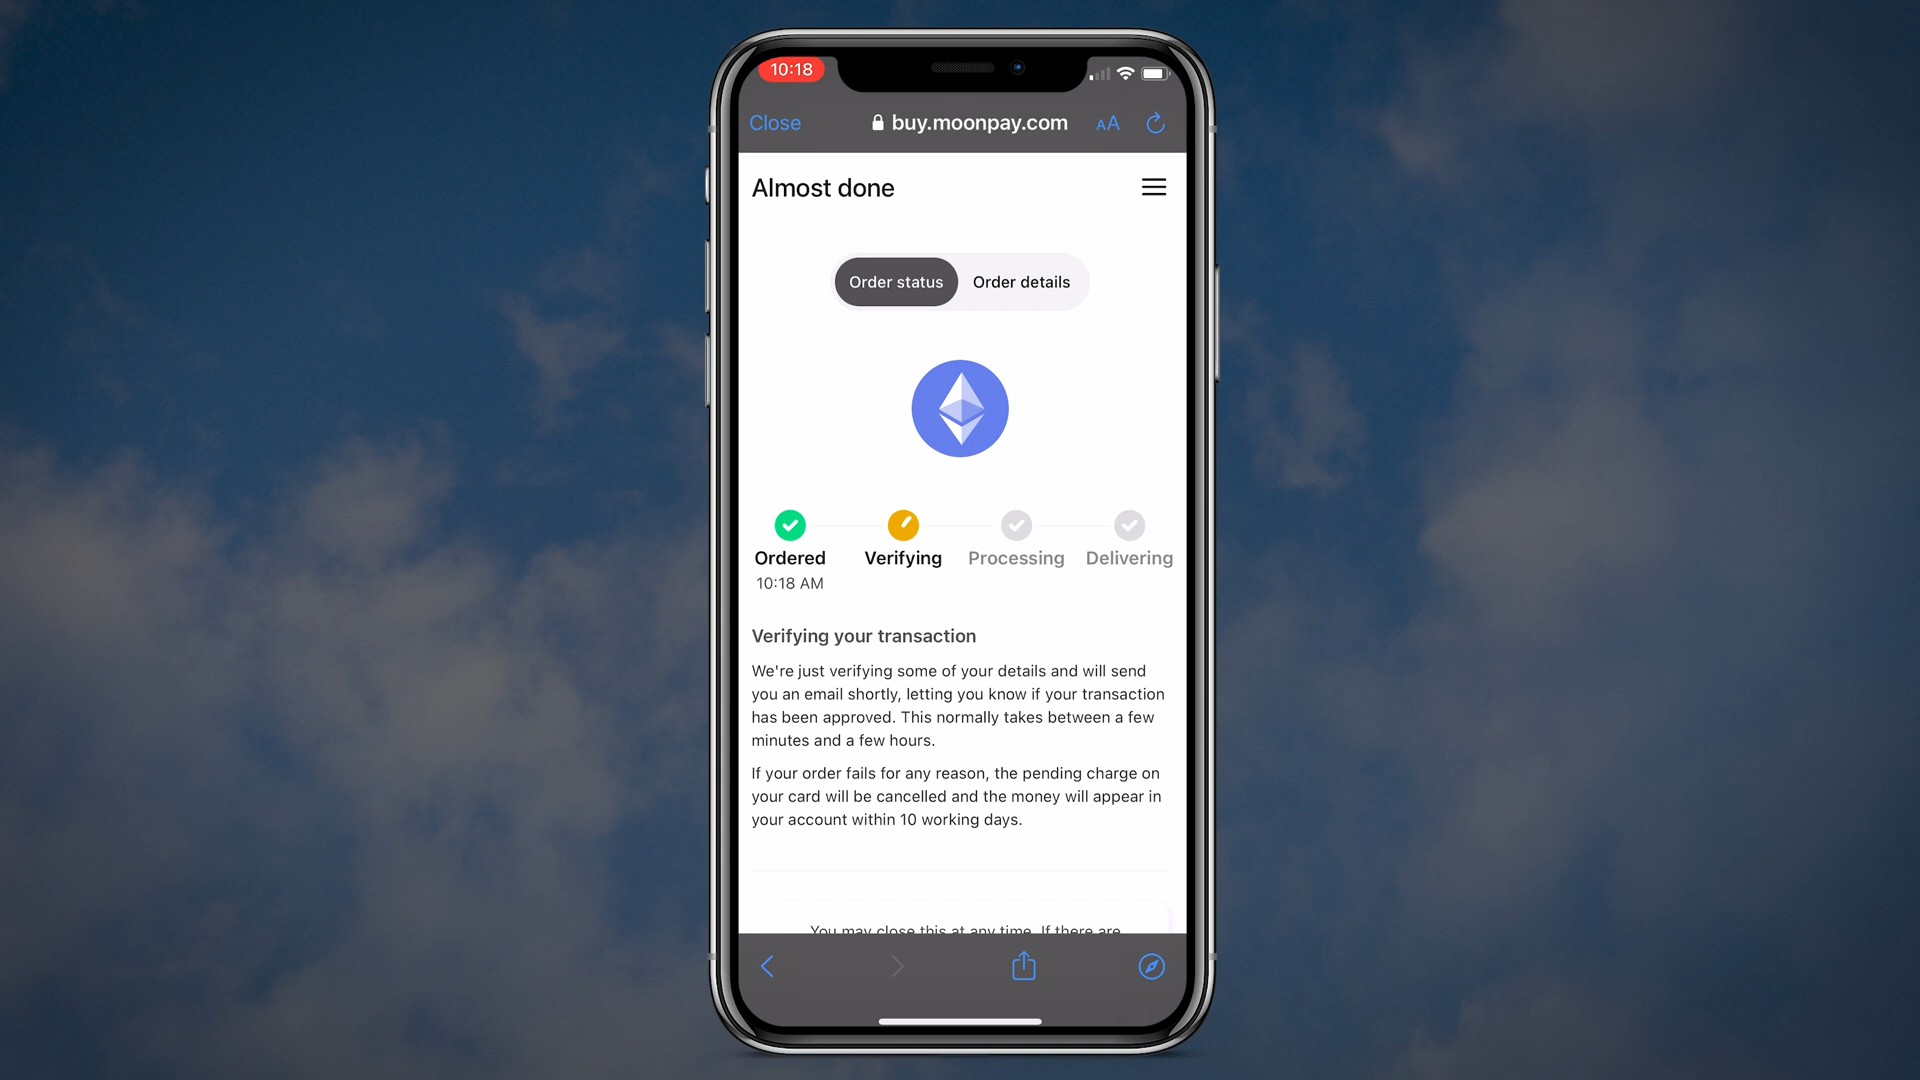 10:18
Close
buy.moonpay.com
AA
Almost done
Order status
Order details
Ordered
Verifying
Processing
Delivering
10:18 AM
Verifying your transaction
We're just verifying some of your details and will send
you an email shortly, letting you know if your transaction
has been approved. This normally takes between a few
minutes and a few hours.
If your order fails for any reason, the pending charge on
your card will be cancelled and the money will appear in
your account within 10 working days.
You may close this at any time. If there are